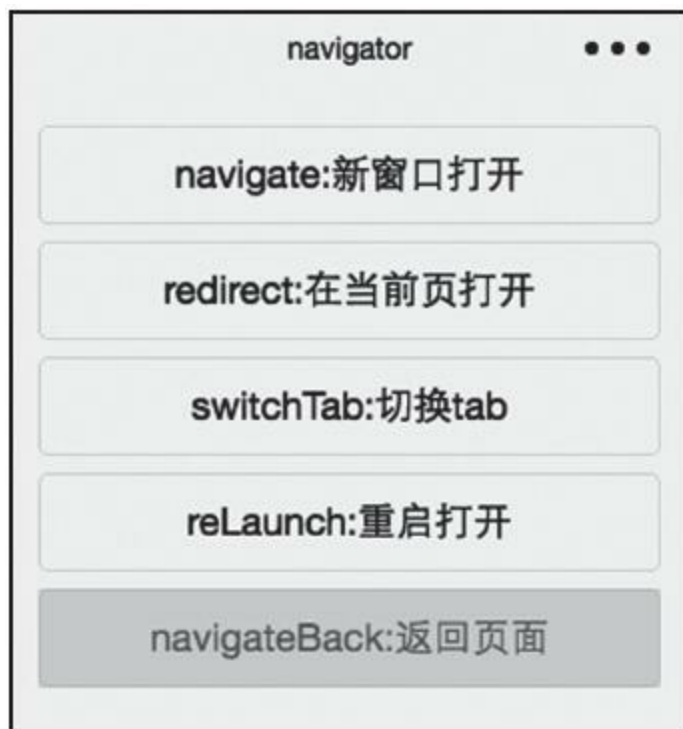 navigator
navigate:新窗口打开
redirect:在当前页打开
switchTab:切换tab
reLaunch:重启打开
navigateBack:返回页面